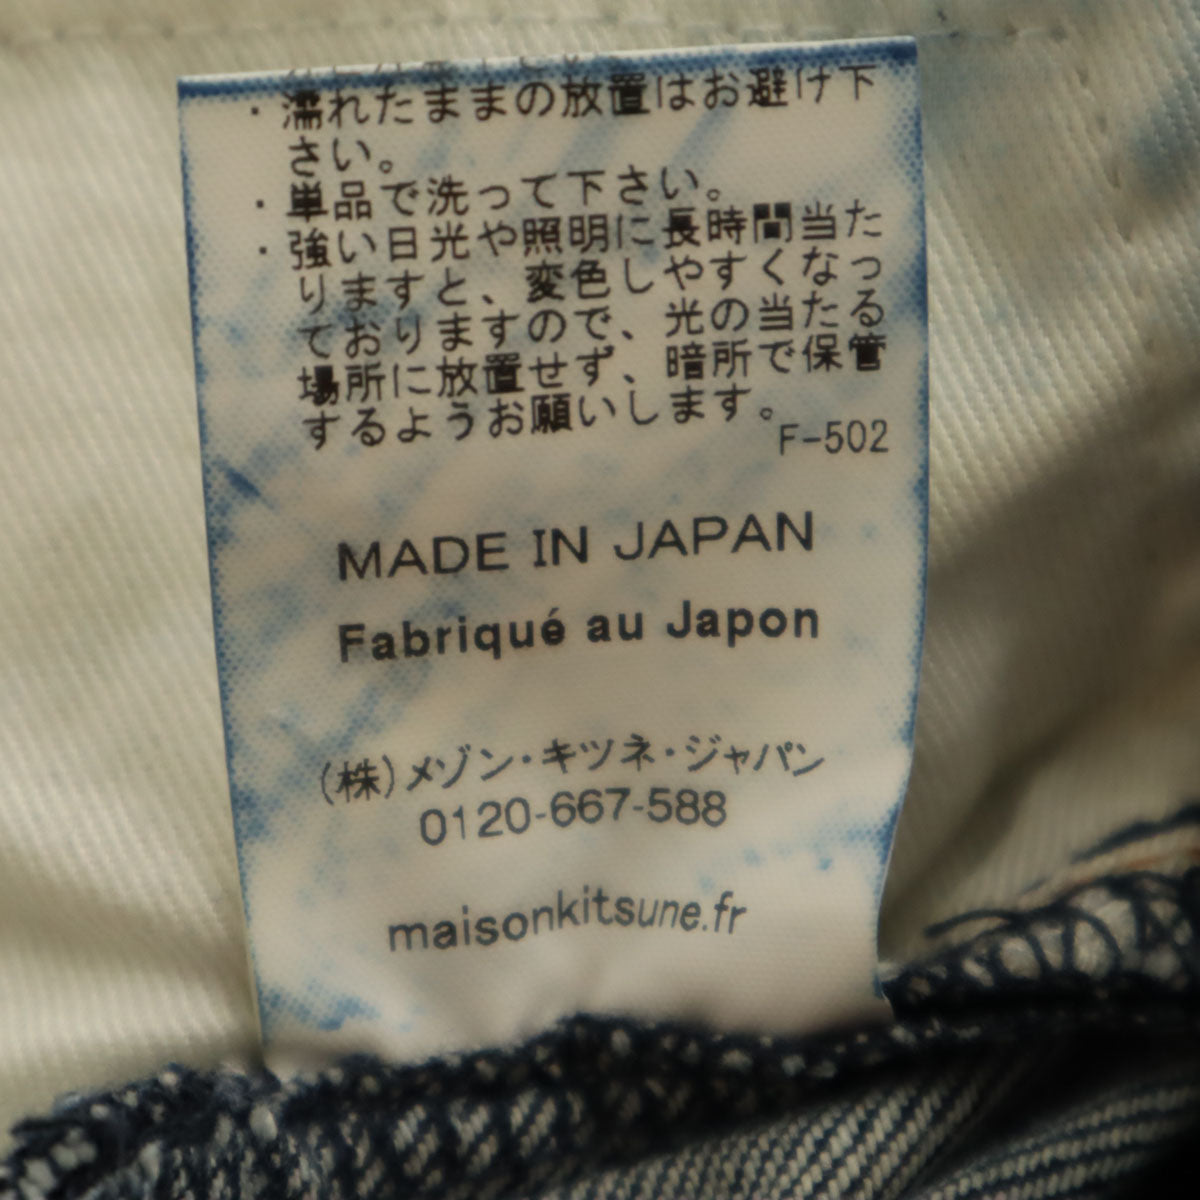 ・濡れたままの放置はお避け下
さい。
・単品で洗って下さい。
・強い日光や照明に長時間当た
りますと、変色しやすくなっ
ておりますので、光の当たる
場所に放置せず、暗所で保管
するようお願いします。
F-502
MADE IN JAPAN
Fabriqué au Japon
(株)メゾン・キツネ・ジャパン
0120-667-588
maisonkitsune.fr